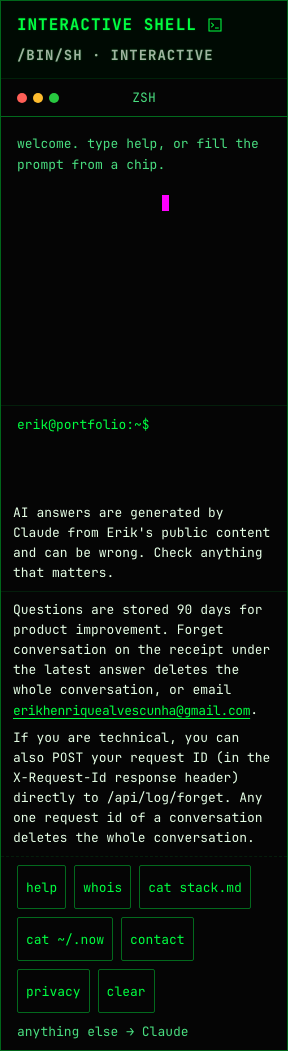 INTERACTIVE SHELL
/BIN/SH · INTERACTIVE
ZSH
welcome. type help, or fill the
prompt from a chip.
erik@portfolio:~$
AI answers are generated by
Claude from Erik's public content
and can be wrong. Check anything
that matters.
Questions are stored 90 days for
product improvement. Forget
conversation on the receipt under
the latest answer deletes the
whole conversation, or email
erikhenriquealvescunha@gmail.com.
If you are technical, you can
also POST your request ID (in the
X-Request-Id response header)
directly to /api/log/forget. Any
one request id of a conversation
deletes the whole conversation.
help whois cat stack.md
cat ~/.now contact
privacy clear
anything else → Claude